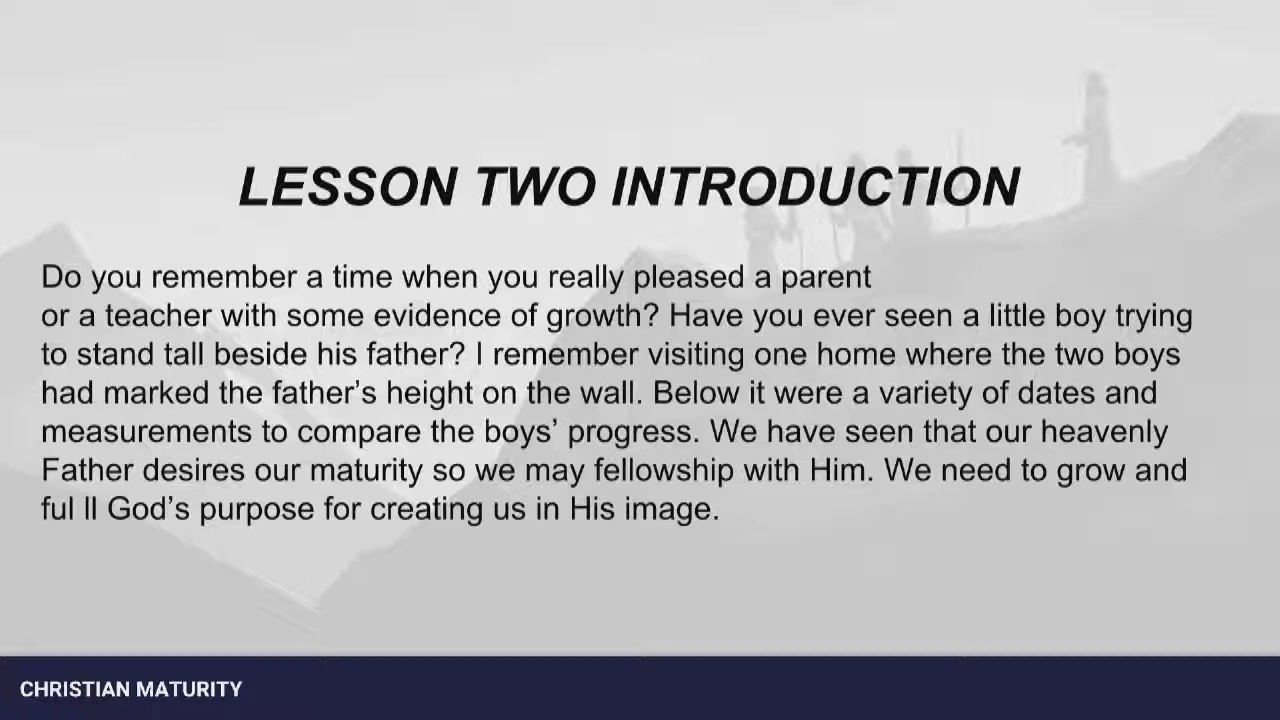 LESSON TWO INTRODUCTION
Do you remember a time when you really pleased a parent
or a teacher with some evidence of growth? Have you ever seen a little boy trying
to stand tall beside his father? I remember visiting one home where the two boys
had marked the father’s height on the wall. Below it were a variety of dates and
measurements to compare the boys’ progress. We have seen that our heavenly
Father desires our maturity so we may fellowship with Him. We need to grow and
ful ll God’s purpose for creating us in His image.
CHRISTIAN MATURITY